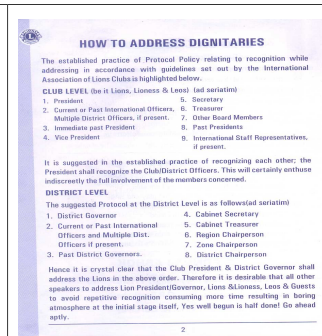 HOW TO ADDRESS DIGNITARIES
The established practice of Protocol Policy relating to recognition while
addressing in accordance with guidelines set out by the International
Association of Lions Clubs is highlighted below.
CLUB LEVEL (be it Lions, Lioness & Leos) (ad seriatim)
1. President
2. Current or Past International Officers,
Multiple District Officers, if present.
3. Immediate past President
4. Vice President
5. Secretary
6. Treasurer
7. Other Board Members
8. Past Presidents
9. International Staff Representatives,
if present.
It is suggested in the established practice of recognizing each other; the
President shall recognize the Club/District Officers. This will certainly enthuse
indiscreetly the full involvement of the members concerned.
DISTRICT LEVEL
The suggested Protocol at the District Level is as follows(ad seriatim)
1. District Governor
2. Current or Past International
Officers and Multiple Dist.
Officers if present.
3. Past District Governors.
4. Cabinet Secretary
5. Cabinet Treasurer
6. Region Chairperson
7. Zone Chairperson
8. District Chairperson
Hence it is crystal clear that the Club President & District Governor shall
address the Lions in the above order. Therefore it is desirable that all other
speakers to address Lion President/Governor, Lions &Lioness, Leos & Guests
to avoid repetitive recognition consuming more time resulting in boring
atmosphere at the initial stage itself, Yes well begun is half done! Go ahead
aptly.
2